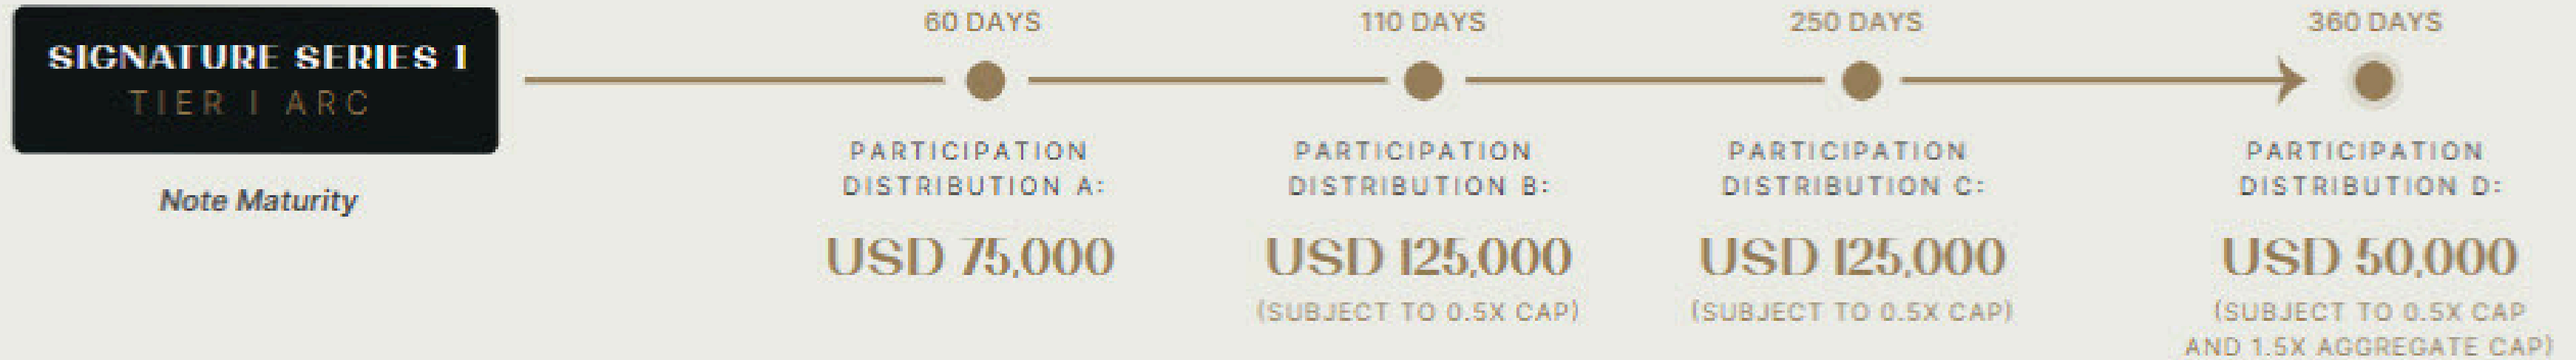 SIGNATURE SERIES 1
TIER I ARC
Note Maturity
60 DAYS
PARTICIPATION
DISTRIBUTION A:
USD 75,000
110 DAYS
PARTICIPATION
DISTRIBUTION B:
USD 125,000
(SUBJECT TO 0.5X CAP)
250 DAYS
PARTICIPATION
DISTRIBUTION C:
USD 125,000
(SUBJECT TO 0.5X CAP)
360 DAYS
PARTICIPATION
DISTRIBUTION D:
USD 50,000
(SUBJECT TO 0.5X CAP
AND 1.5X AGGREGATE CAP)